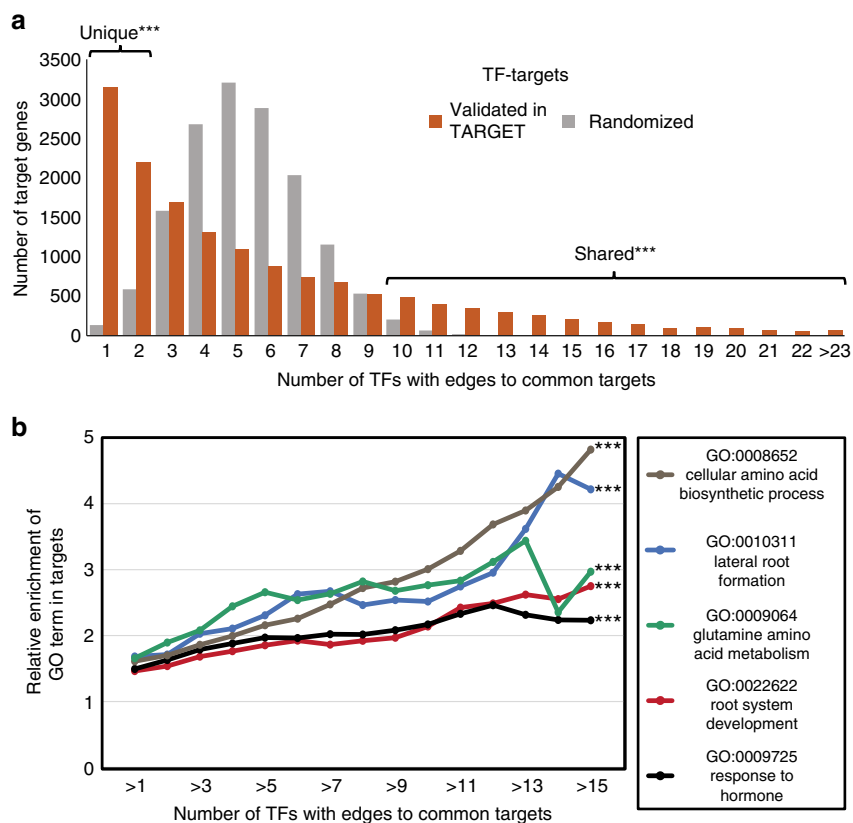 a
Unique***
3500
3000
2500
2000
1500
1000
500
0
Number of target genes
TF-targets
Validated in
TARGET
Randomized
Shared***
1 2 3 4 5 6 7 8 9 10 11 12 13 14 15 16 17 18 19 20 21 22 >23
Number of TFs with edges to common targets
b
5
4
3
2
1
0
Relative enrichment of
GO term in targets
***
***
***
***
***
>1 >3 >5 >7 >9 >11 >13 >15
Number of TFs with edges to common targets
GO:0008652
cellular amino acid
biosynthetic process
GO:0010311
lateral root
formation
GO:0009064
glutamine amino
acid metabolism
GO:0022622
root system
development
GO:0009725
response to
hormone